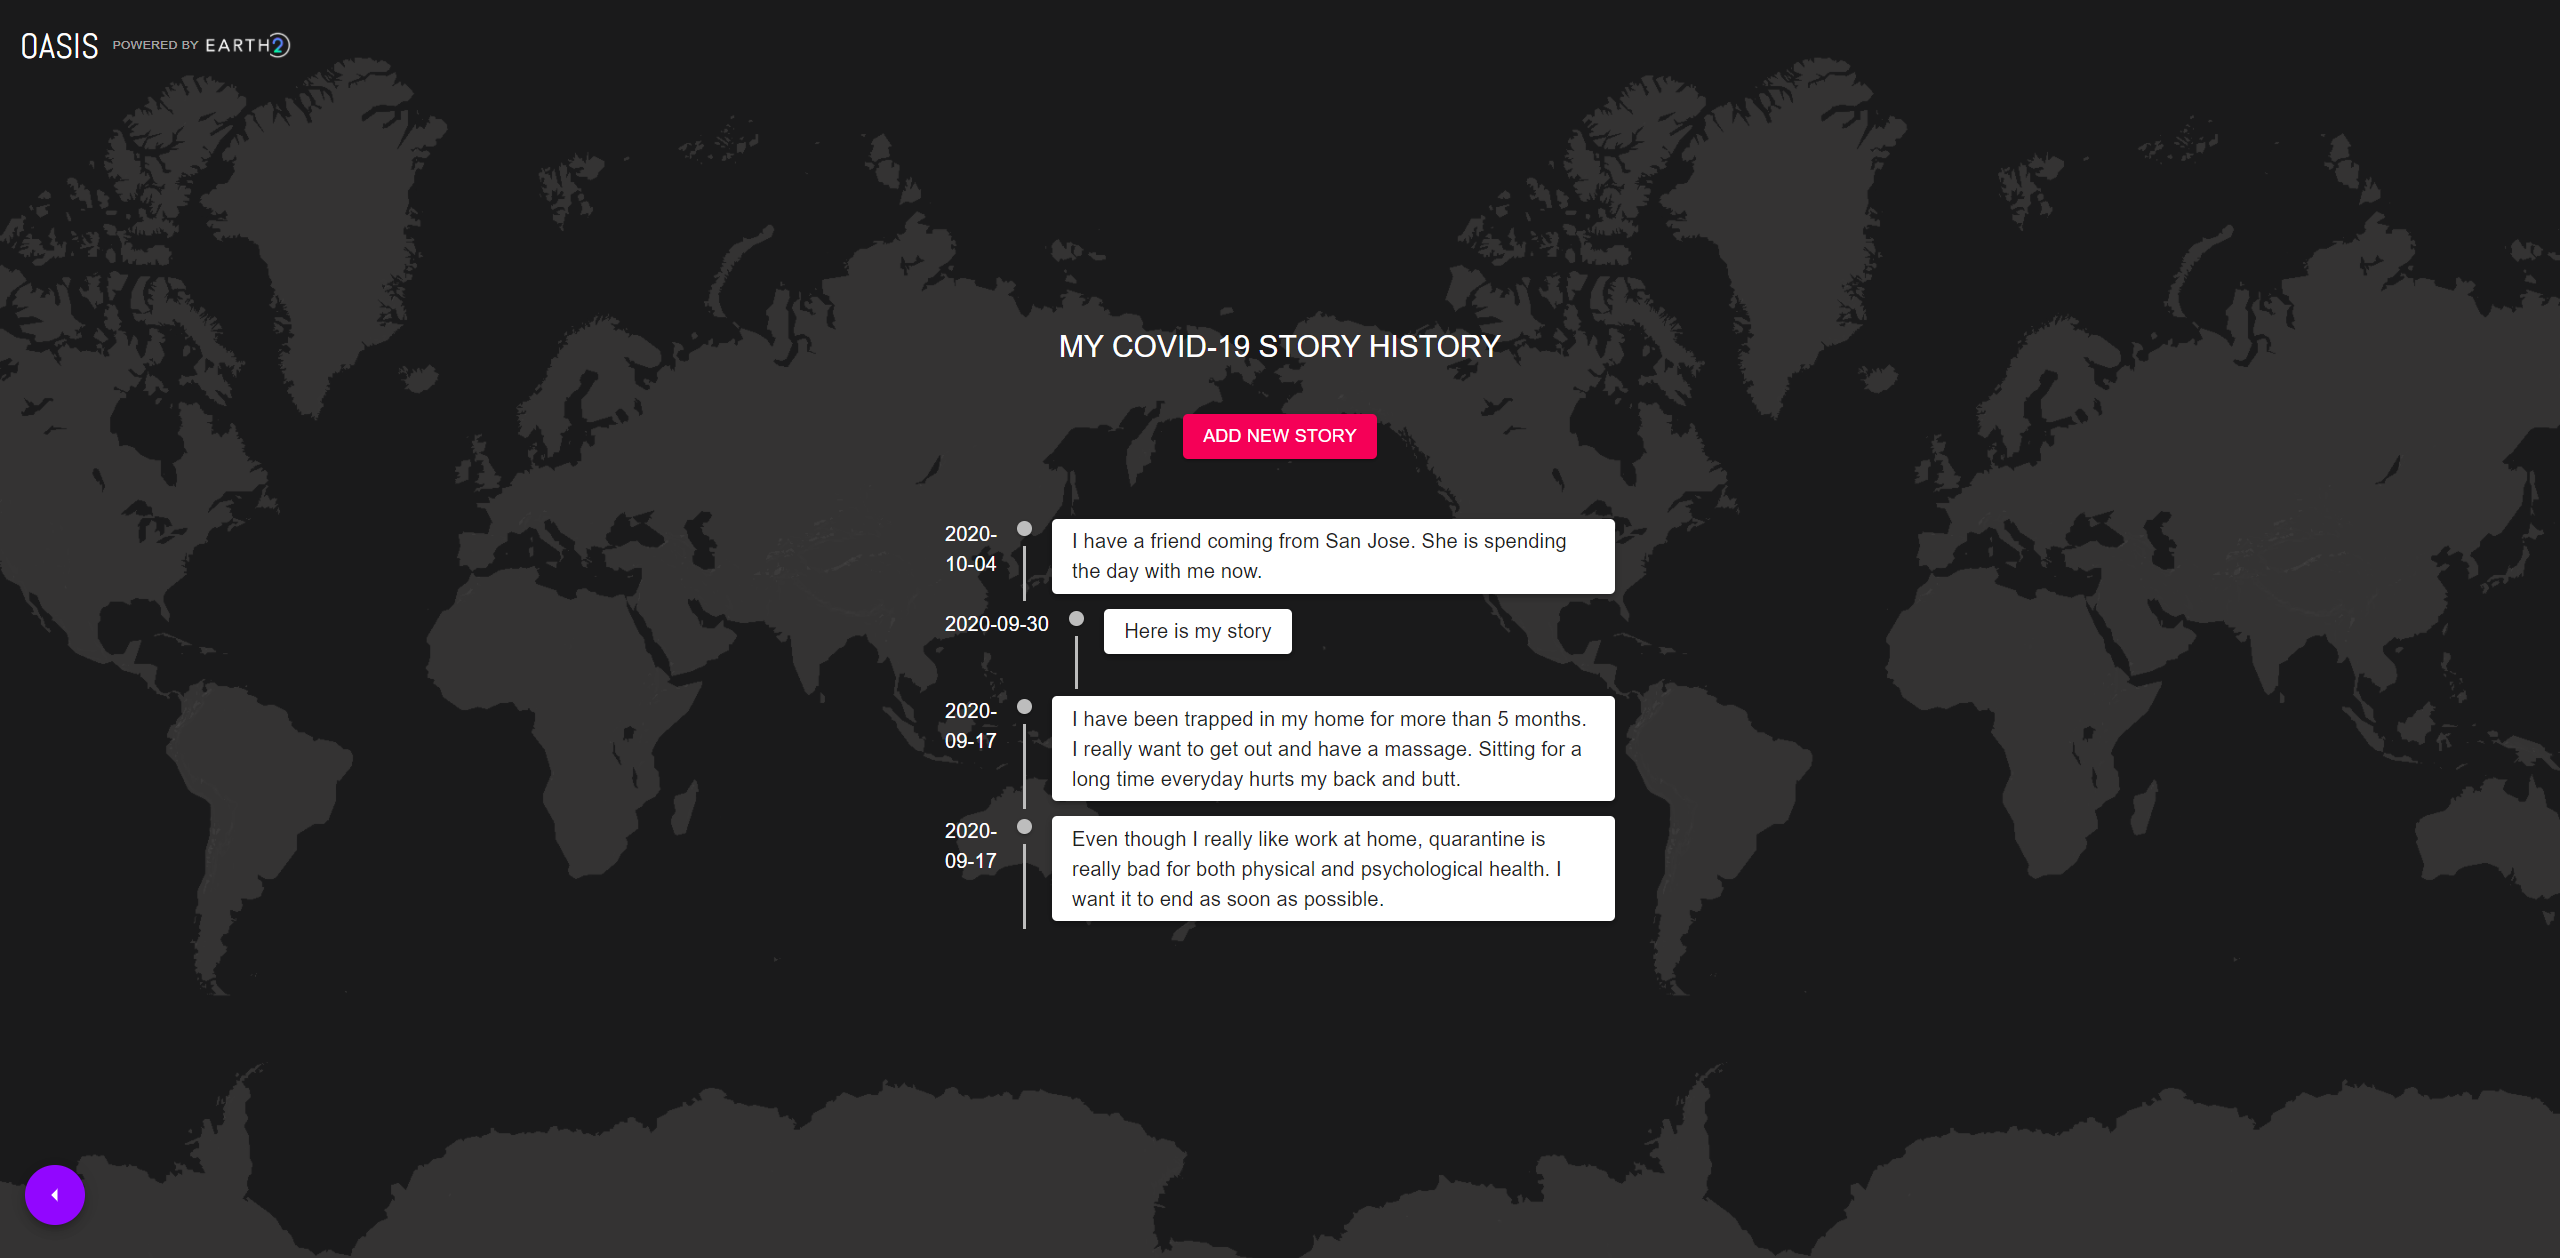 OASIS POWERED BY EARTH2
MY COVID-19 STORY HISTORY
ADD NEW STORY
2020-
10-04
I have a friend coming from San Jose. She is spending
the day with me now.
2020-09-30
Here is my story
2020-
09-17
I have been trapped in my home for more than 5 months.
I really want to get out and have a massage. Sitting for a
long time everyday hurts my back and butt.
2020-
09-17
Even though I really like work at home, quarantine is
really bad for both physical and psychological health. I
want it to end as soon as possible.